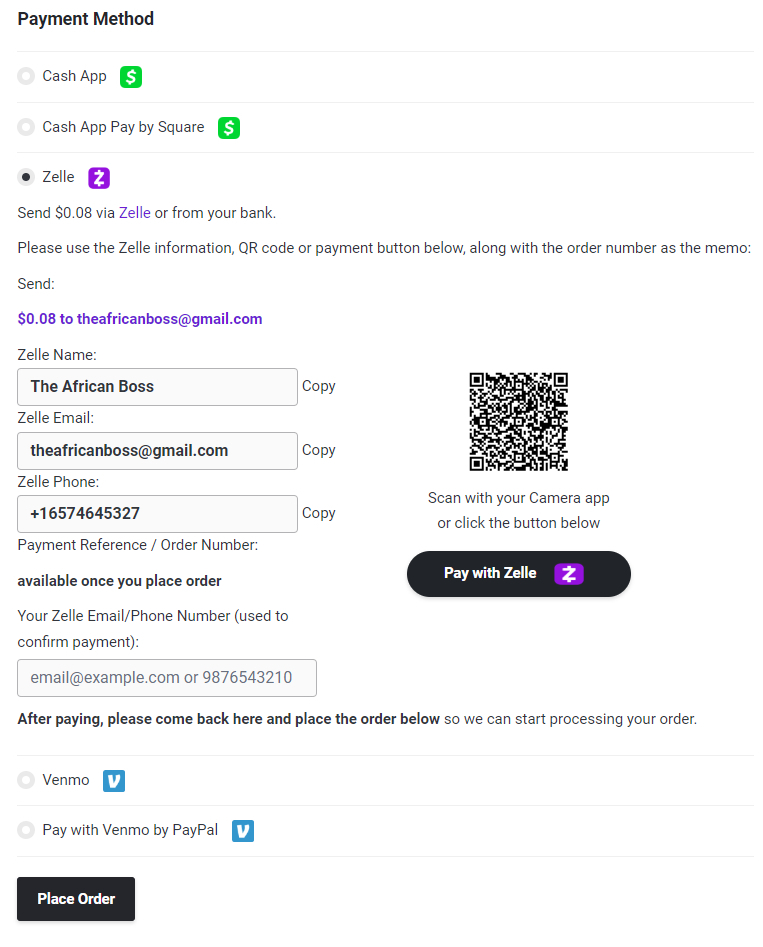 Payment Method
Cash App
Cash App Pay by Square
Zelle
Send $0.08 via Zelle or from your bank.
Please use the Zelle information, QR code or payment button below, along with the order number as the memo:
Send:
$0.08 to theafricanboss@gmail.com
Zelle Name:
The African Boss Copy
Zelle Email:
theafricanboss@gmail.com Copy
Zelle Phone:
+16574645327 Copy
Payment Reference / Order Number:
available once you place order
Your Zelle Email/Phone Number (used to
confirm payment):
email@example.com or 9876543210
Scan with your Camera app
or click the button below
Pay with Zelle
After paying, please come back here and place the order below so we can start processing your order.
Venmo
Pay with Venmo by PayPal
Place Order